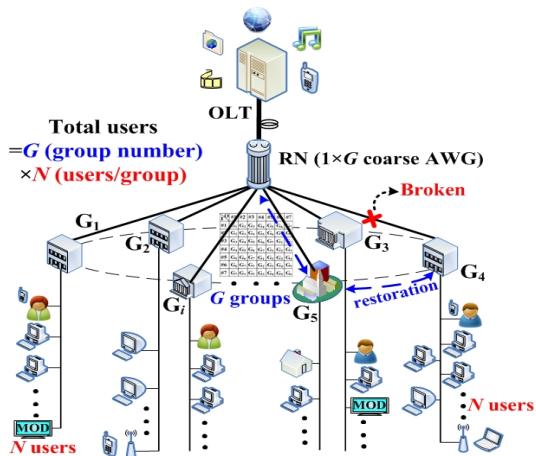 OLT
Total users
=G (group number)
×N (users/group)
RN (1×G coarse AWG)
Broken
G1
G2
G3
G4
Gi
G groups
G5
restoration
MOD
MOD
N users
N users